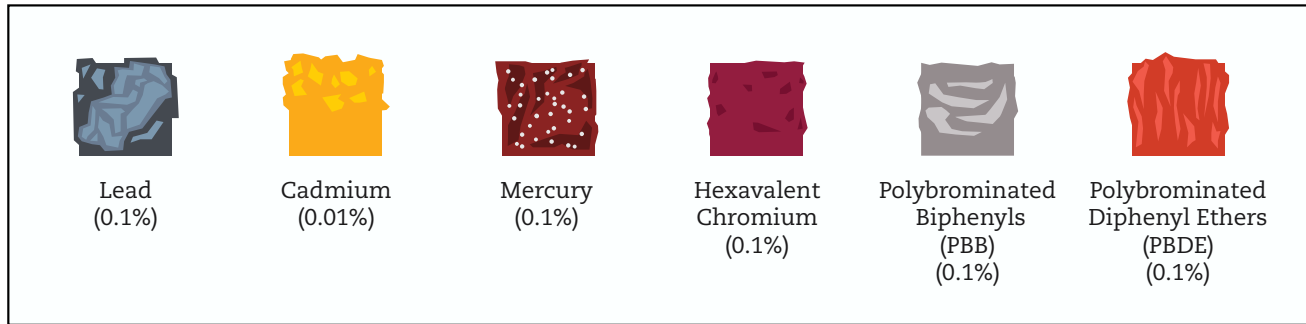 Lead
(0.1%)
Cadmium
(0.01%)
Mercury
(0.1%)
Hexavalent
Chromium
(0.1%)
Polybrominated
Biphenyls
(PBB)
(0.1%)
Polybrominated
Diphenyl Ethers
(PBDE)
(0.1%)